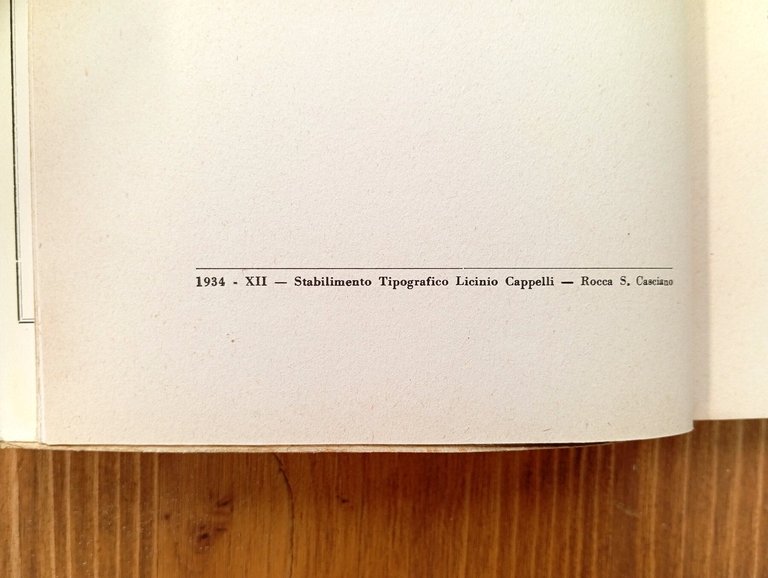 1934 - XII — Stabilimento Tipografico Licinio Cappelli — Rocca S. Casciano